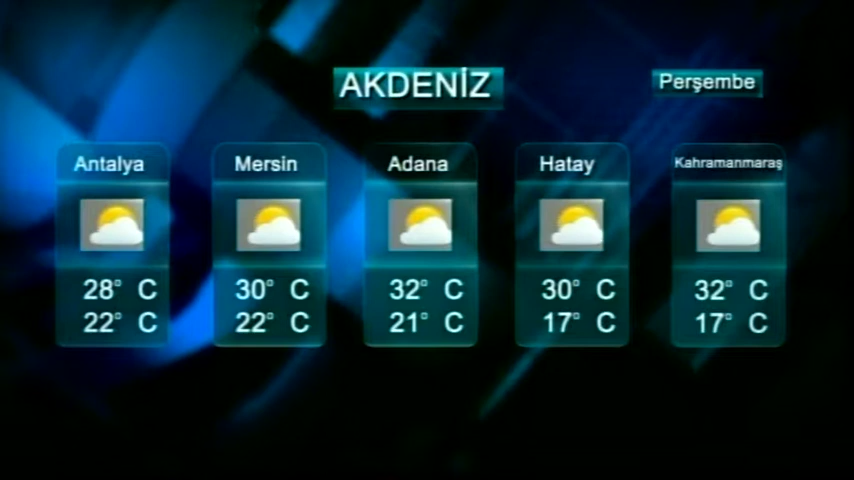 AKDENİZ
Perşembe
Antalya
28° C
22° C
Mersin
30° C
22° C
Adana
32° C
21° C
Hatay
30° C
17° C
Kahramanmaraş
32° C
17° C